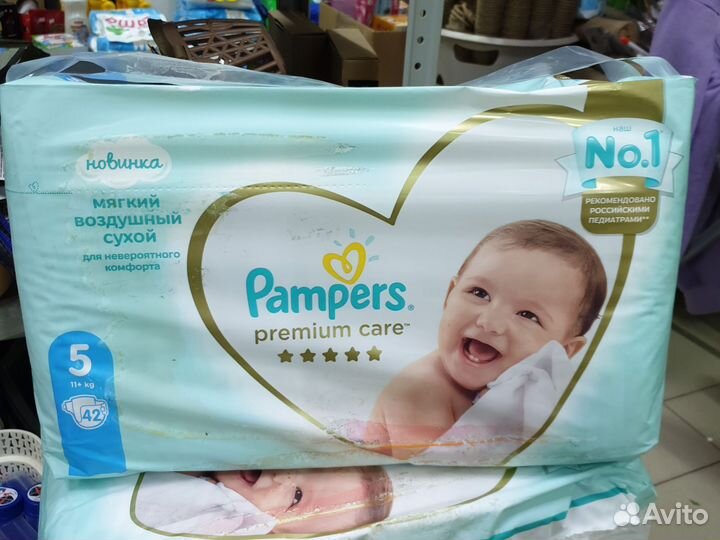 новинка
МЯГКИЙ
ВОЗДУШНЫЙ
СУХОЙ
для невероятного
комфорта
наш
No.1
РЕКОМЕНДОВАНО
РОССИЙСКИМИ
ПЕДИАТРАМИ**
Pampers®
premium care™
5
11+ kg
42
Avito